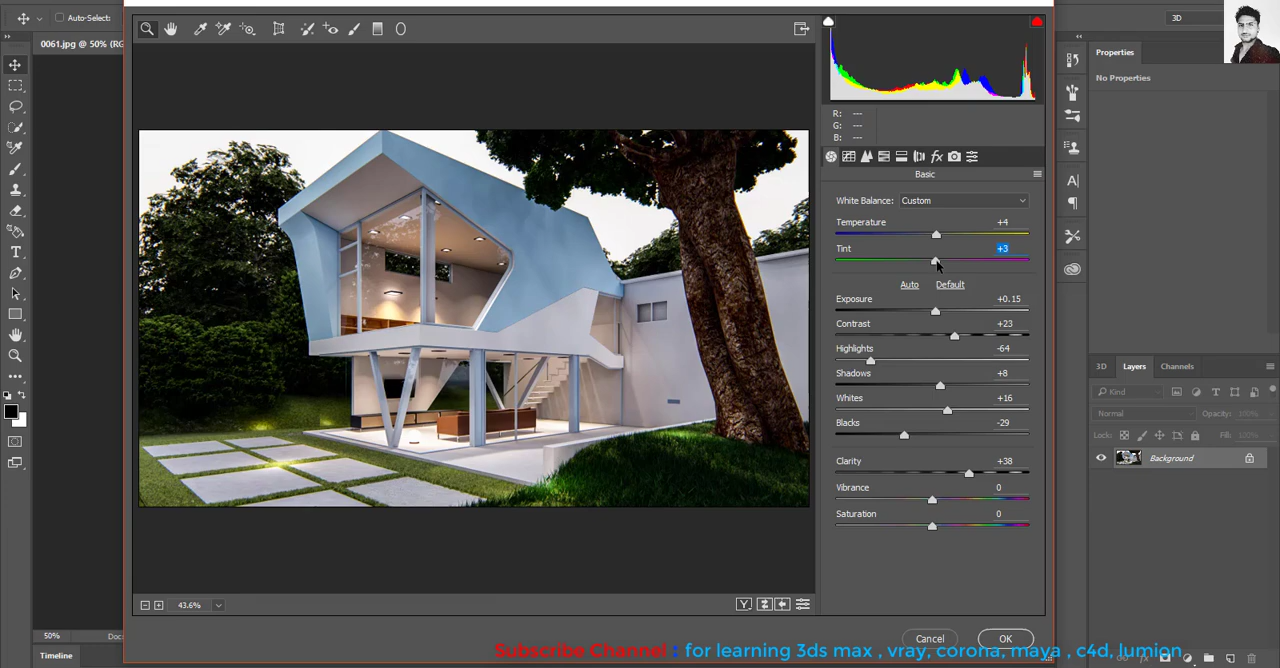 Auto-Select:
3D
0061.jpg @ 50% (RG
R: ---
G: ---
B: ---
Basic
White Balance: Custom
Temperature +4
Tint +3
Auto Default
Exposure +0.15
Contrast +23
Highlights -64
Shadows +8
Whites +16
Blacks -29
Clarity +38
Vibrance 0
Saturation 0
43.6%
Y
Cancel OK
Properties
No Properties
3D Layers Channels
Kind
Normal Opacity: 100%
Lock: Fill:
Background
50% Doc
Timeline
Subscribe Channel : for learning 3ds max , vray, corona, maya , c4d, lumion